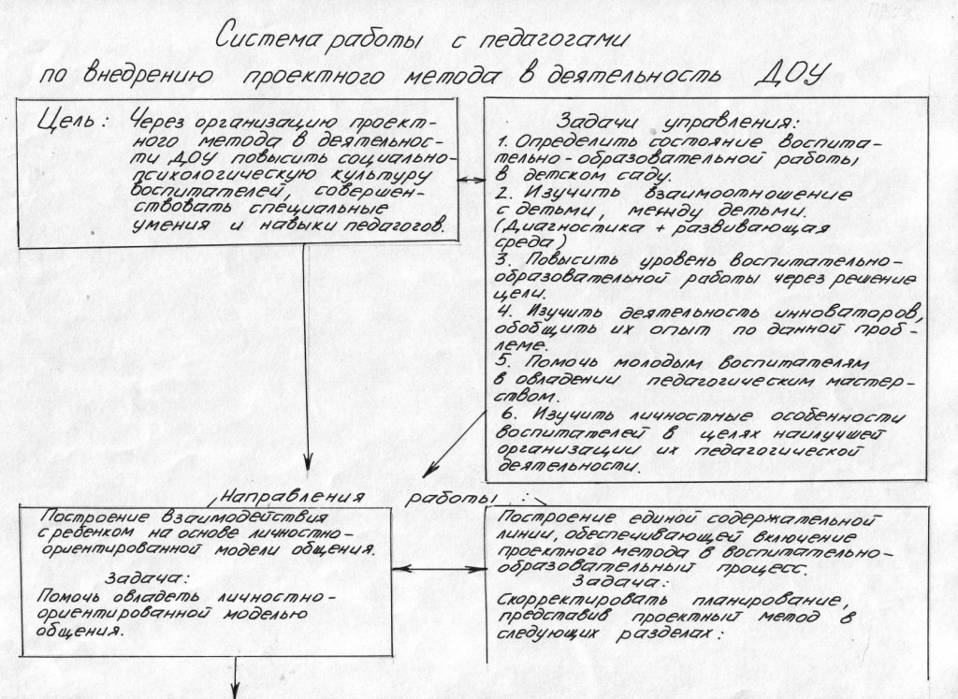 Система работы с педагогами
по внедрению проектного метода в деятельность ДОУ
Цель: Через организацию проект-
ного метода в деятельнос-
ти ДОУ повысить социально-
психологическую культуру
воспитателей, совершен-
ствовать специальные
умения и навыки педагогов.
Задачи управления:
1. Определить состояние воспита-
тельно-образовательной работы
в детском саду.
2. Изучить взаимоотношение
с детьми, между детьми.
(Диагностика + развивающая
среда)
3. Повысить уровень воспитательно-
образовательной работы через решение
цели.
4. Изучить деятельность инноваторов,
обобщить их опыт по данной проб-
леме.
5. Помочь молодым воспитателям
в овладении педагогическим мастер-
ством.
6. Изучить личностные особенности
воспитателей в целях наилучшей
организации их педагогической
деятельности.
Направления работы:
Построение взаимодействия
с ребенком на основе личностно-
ориентированной модели общения.
Задача:
Помочь овладеть личностно-
ориентированной моделью
общения.
Построение единой содержательной
линии, обеспечивающей включение
проектного метода в воспитательно-
образовательный процесс.
Задача:
Скорректировать планирование,
представив проектный метод в
следующих разделах: